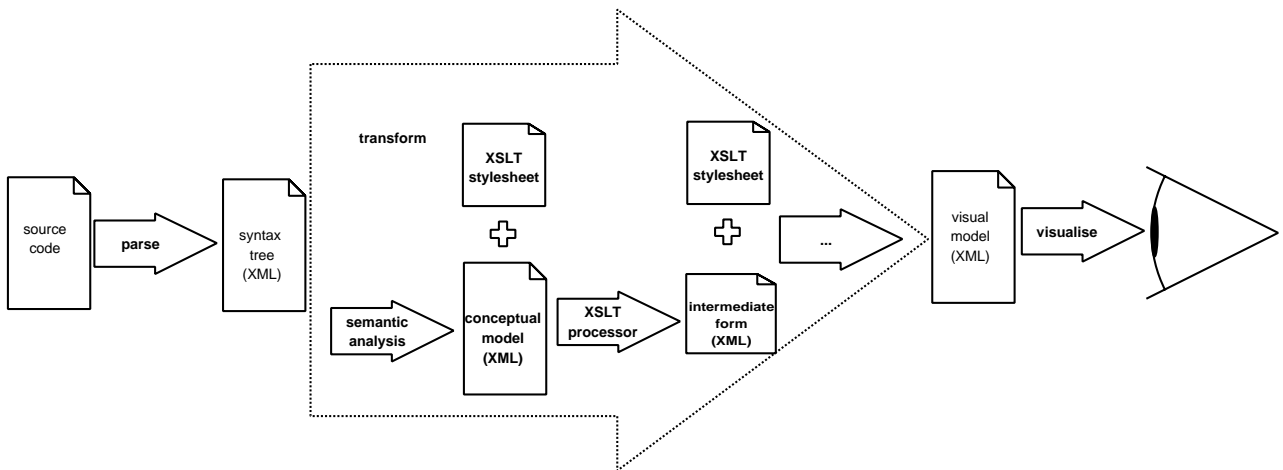 source
code
parse
syntax
tree
(XML)
transform
semantic
analysis
XSLT
stylesheet
conceptual
model
(XML)
XSLT
processor
XSLT
stylesheet
intermediate
form
(XML)
...
visual
model
(XML)
visualise